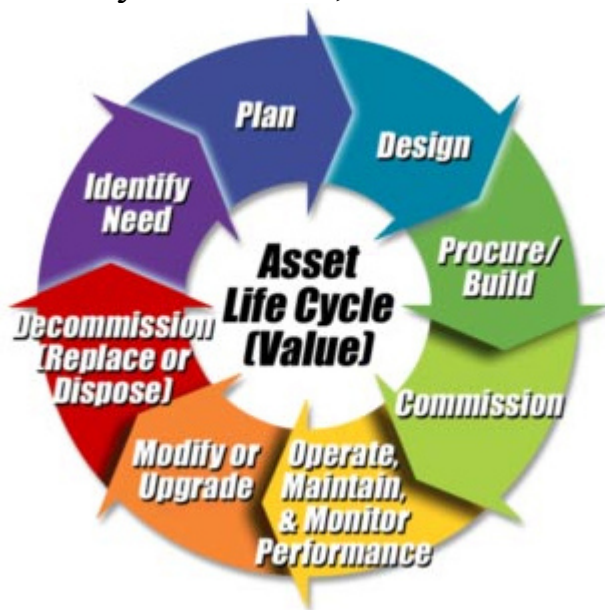 Plan
Design
Procure/
Build
Commission
Operate,
Maintain,
& Monitor
Performance
Modify or
Upgrade
Decommission
(Replace or
Dispose)
Identify
Need
Asset
Life Cycle
(Value)